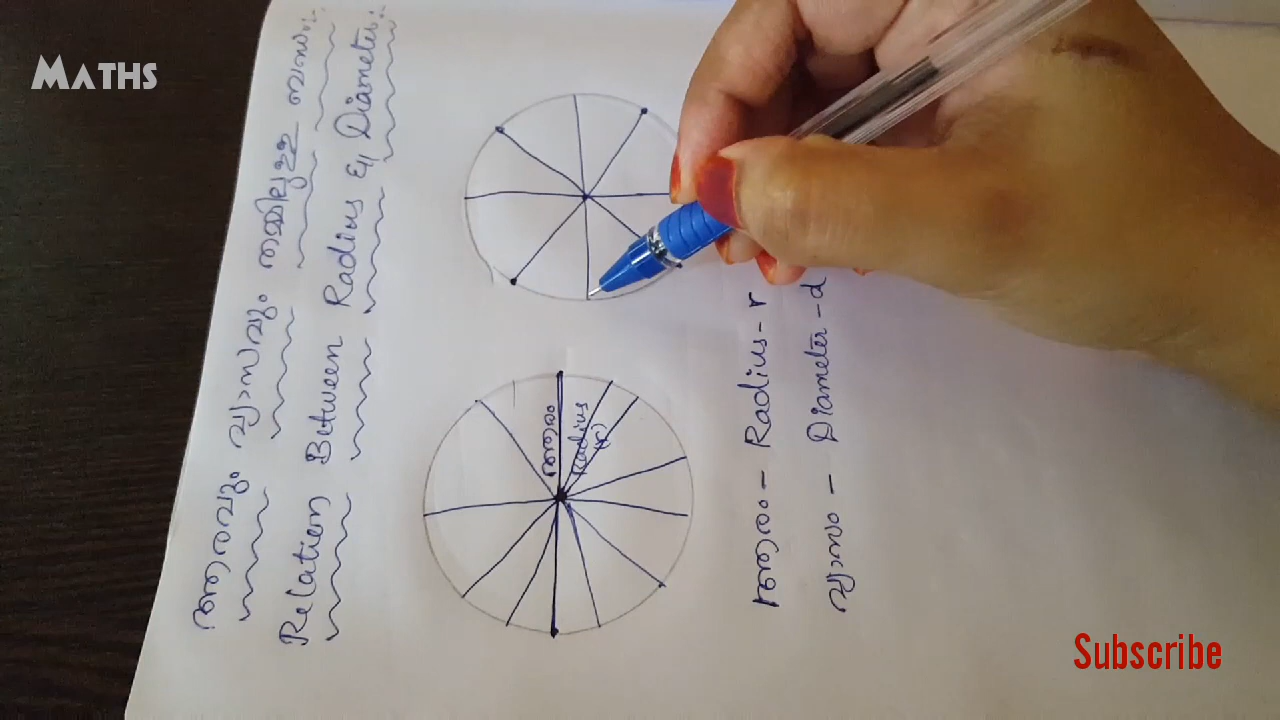 MATHS
ആരവും വ്യാസവും തമ്മിലുള്ള ബന്ധം:-
Relation Between Radius & Diameter:
ആരം
Radius
(r)
ആരം - Radius - r
വ്യാസം - Diameter - d
Subscribe